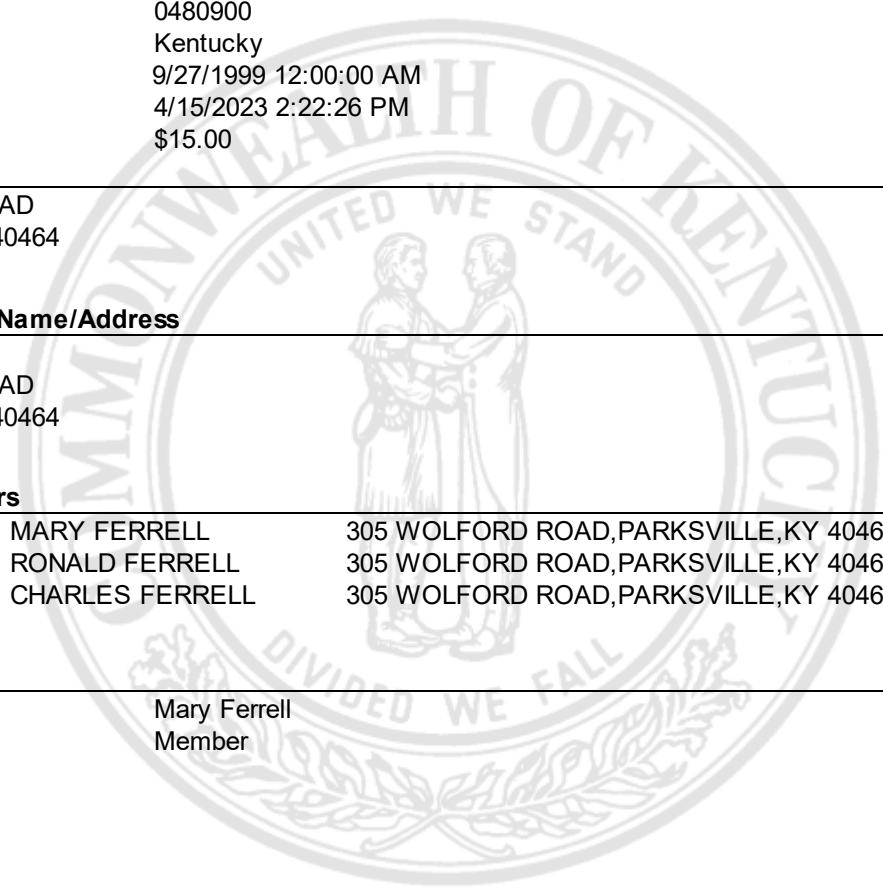 0480900
Kentucky
9/27/1999 12:00:00 AM
4/15/2023 2:22:26 PM
$15.00
AD
40464
Name/Address
AD
40464
rs
MARY FERRELL 305 WOLFORD ROAD,PARKSVILLE,KY 4046
RONALD FERRELL 305 WOLFORD ROAD,PARKSVILLE,KY 4046
CHARLES FERRELL 305 WOLFORD ROAD,PARKSVILLE,KY 4046
Mary Ferrell
Member
COMMONWEALTH OF KENTUCKY
UNITED WE STAND
DIVIDED WE FALL